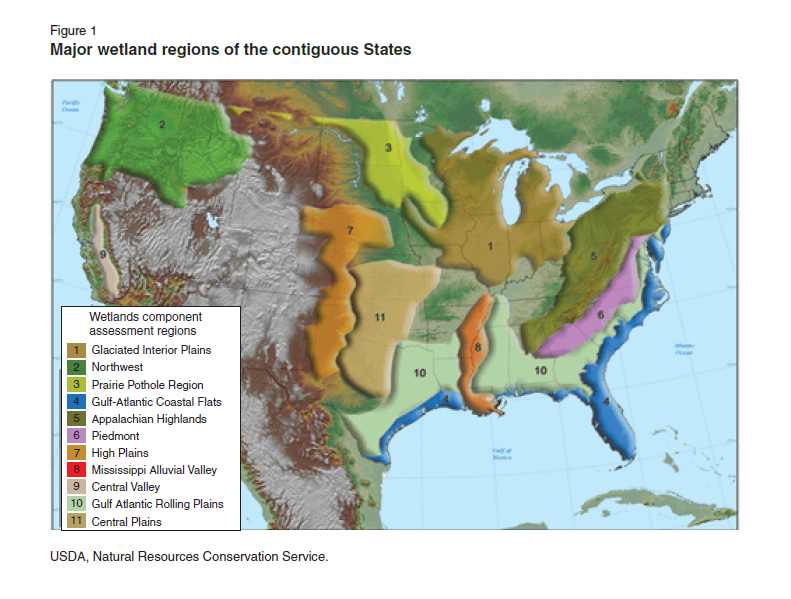 Figure 1
Major wetland regions of the contiguous States
Pacific
Ocean
2
3
7
1
9
5
11
6
8
10
10
4
4
Atlantic
Ocean
Gulf of
Mexico
Wetlands component
assessment regions
1 Glaciated Interior Plains
2 Northwest
3 Prairie Pothole Region
4 Gulf-Atlantic Coastal Flats
5 Appalachian Highlands
6 Piedmont
7 High Plains
8 Mississippi Alluvial Valley
9 Central Valley
10 Gulf Atlantic Rolling Plains
11 Central Plains
USDA, Natural Resources Conservation Service.